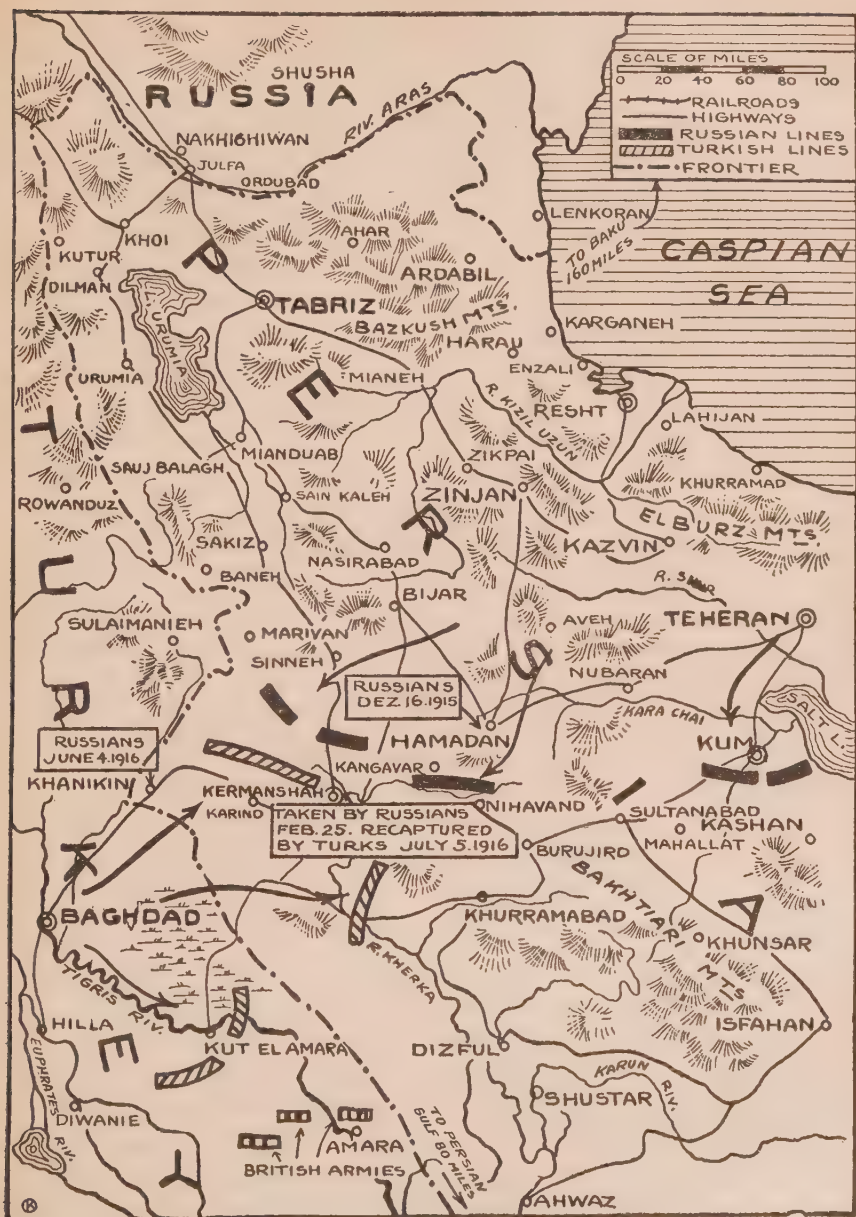 SCALE OF MILES
0 20 40 60 80 100
RAILROADS
HIGHWAYS
RUSSIAN LINES
TURKISH LINES
FRONTIER
SHUSHA
RUSSIA
RIV. ARAS
NAKHIGHIWAN
JULFA
ORDUBAD
LENKORAN
TO BAKU
160 MILES
CASPIAN
SEA
KHOI
KUTUR
DILMAN
AHAR
ARDABIL
TABRIZ
L. URUMIA
BAZKUSH MTS.
KARGANEH
HARAU
ENZALI
URUMIA
MIANEH
RESHT
R. KIZIL UZUN
LAHIJAN
MIANDUAB
ZIKPAI
SAUJ BALAGH
KHURRAMAD
ROWANDUZ
SAIN KALEH
ZINJAN
ELBURZ MTS.
SAKIZ
NASIRABAD
KAZVIN
BANEH
BIJAR
TEHERAN
SULAIMANIEH
MARIVAN
AVEH
SINNEH
NUBARAN
RUSSIANS
DEZ. 16. 1915
KARA CHAI
SALT L.
HAMADAN
KUM
RUSSIANS
JUNE 4. 1916
KHANIKIN
KANGAVAR
KERMANSHAH
KARIND
NIHAVAND
TAKEN BY RUSSIANS
FEB. 25. RECAPTURED
BY TURKS JULY 5. 1916
SULTANABAD
KASHAN
MAHALLAT
BURUJIRD
BAKHTIARI MTS
BAGHDAD
KHURRAMABAD
KHUNSAR
R. KHERKA
TIGRIS RIV.
ISFAHAN
HILLA
KUT EL AMARA
DIZFUL
EUPHRATES RIV.
KARUN RIV.
SHUSTAR
DIWANIE
AMARA
BRITISH ARMIES
TO PERSIAN
GULF 80 MILES
AHWAZ
TURKEY
PERSIA